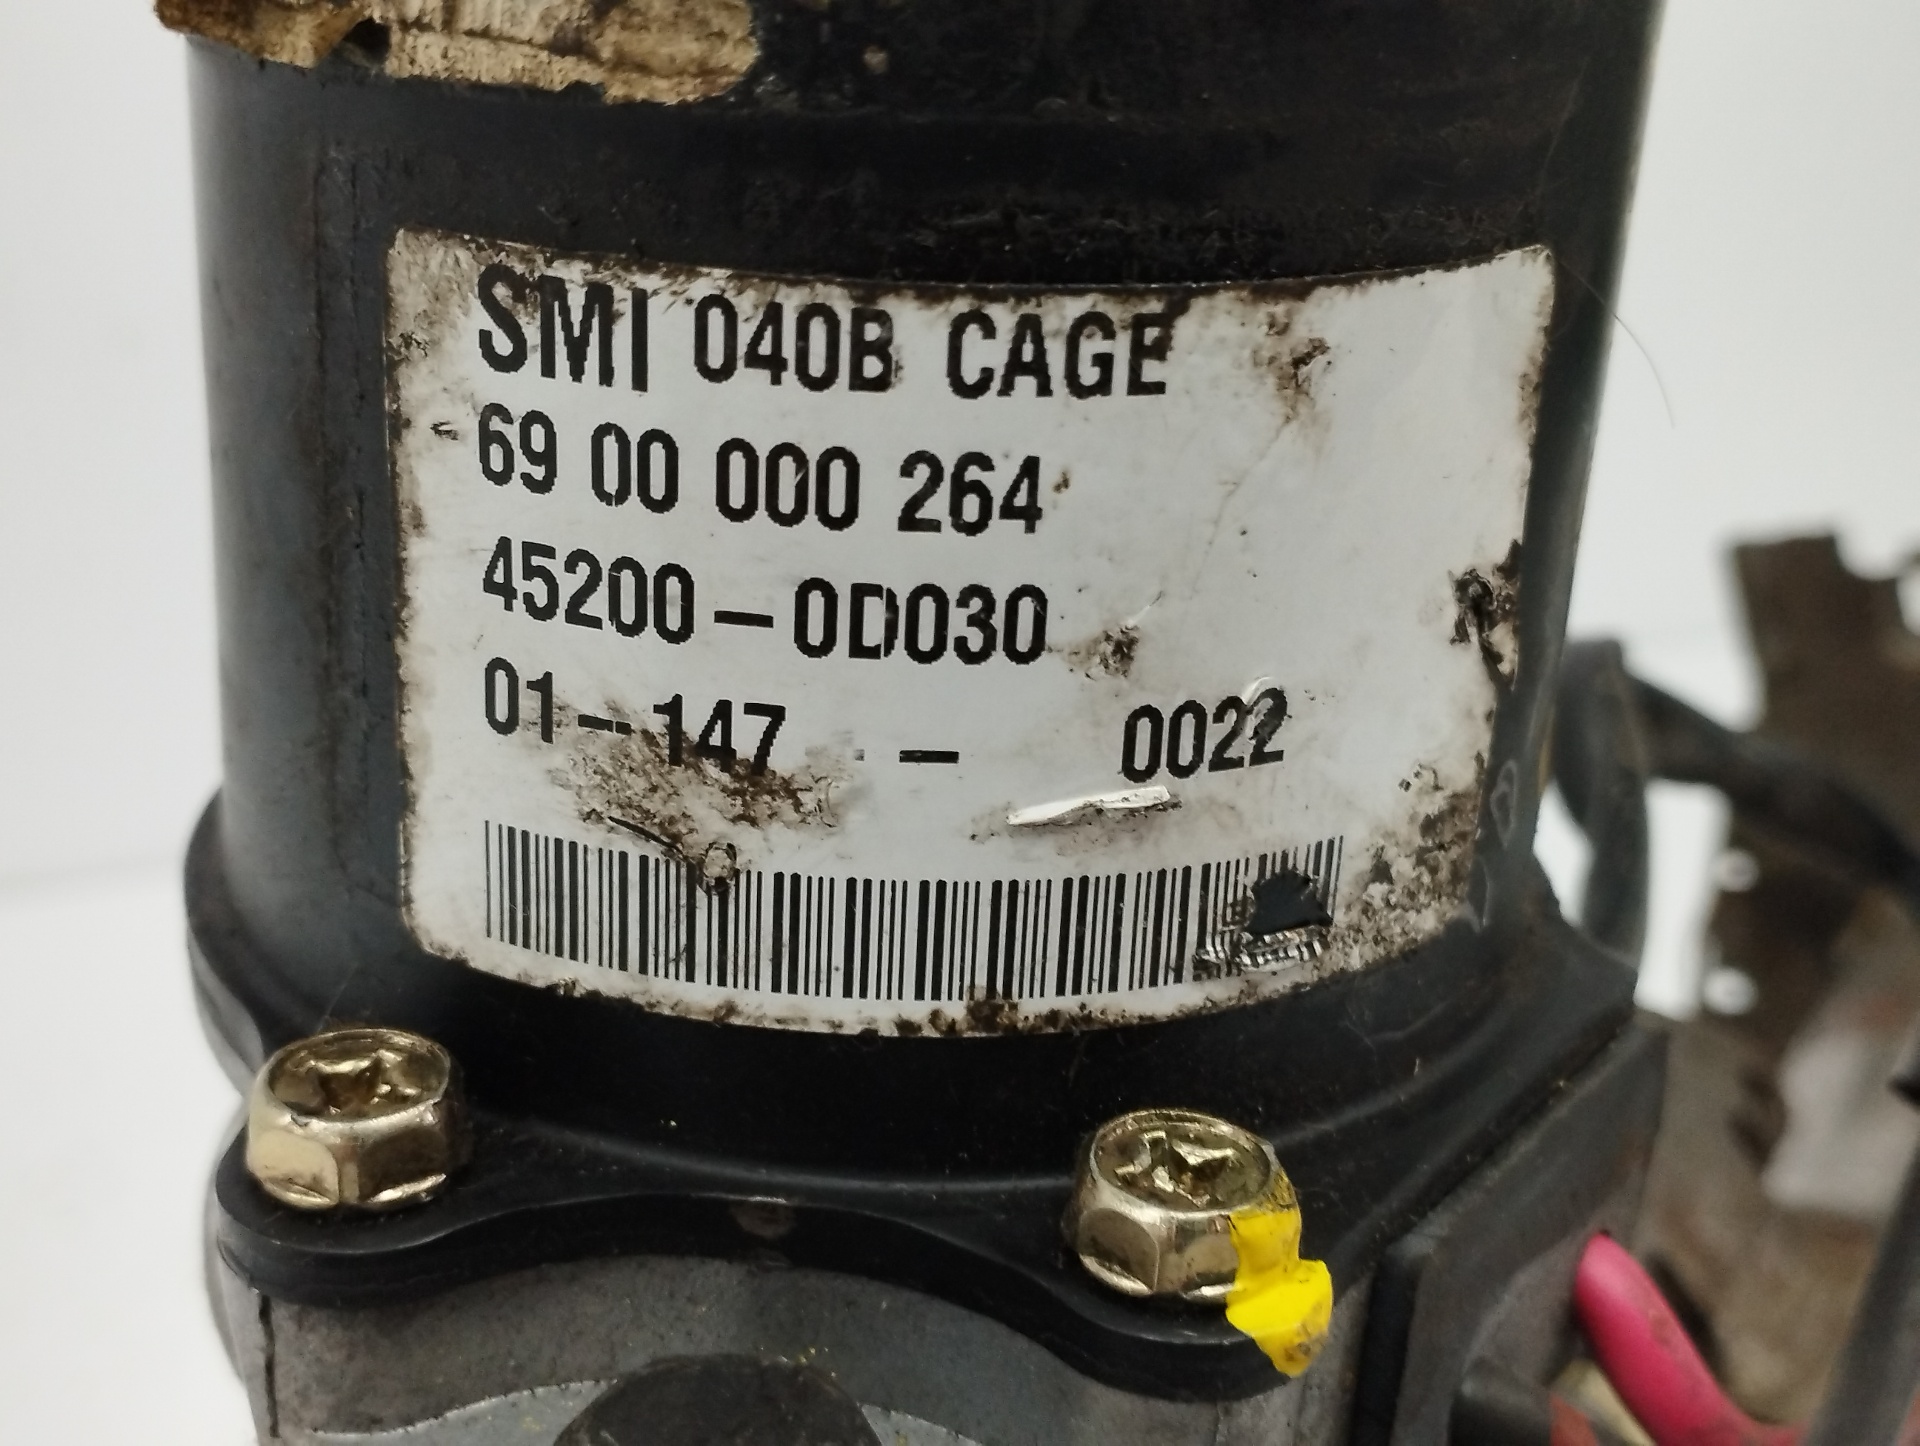 SMI 040B CAGE
69 00 000 264
45200-0D030
01-147 - 0022